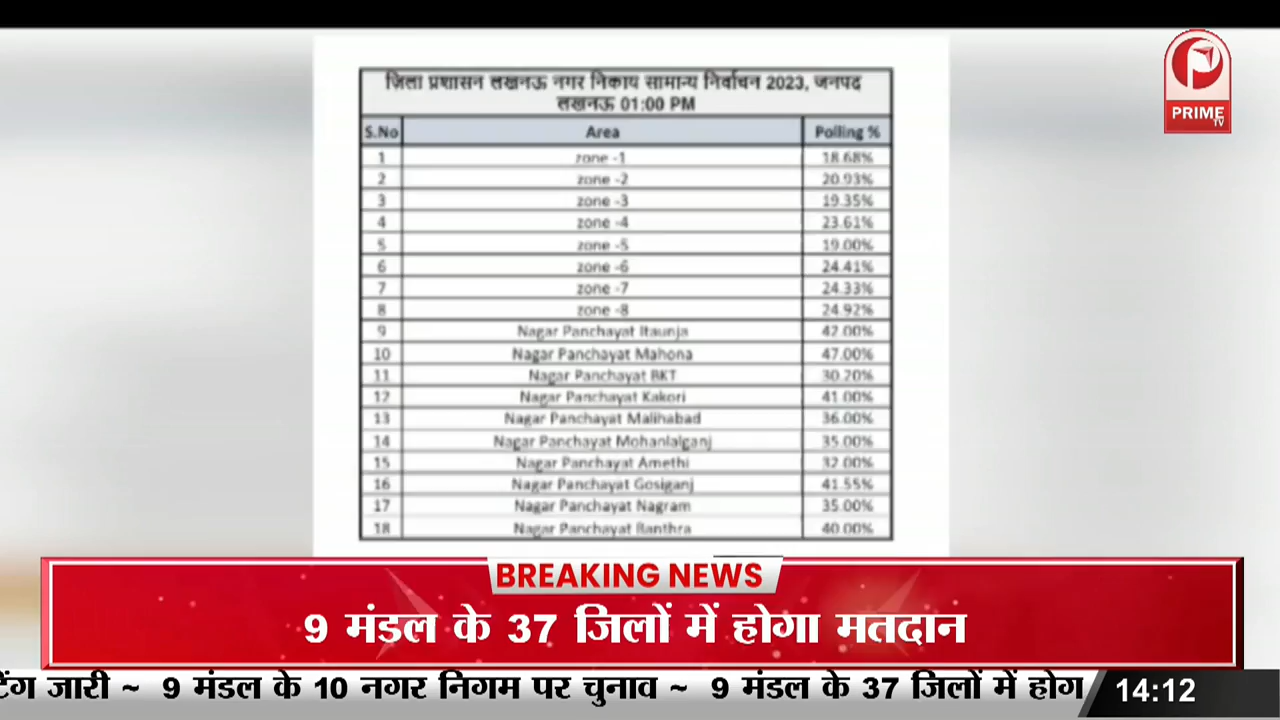 PRIME
TV
ज़िला प्रशासन लखनऊ नगर निकाय सामान्य निर्वाचन 2023, जनपद
लखनऊ 01:00 PM
S.No Area Polling %
1 zone -1 18.68%
2 zone -2 20.93%
3 zone -3 19.35%
4 zone -4 23.61%
5 zone -5 19.00%
6 zone -6 24.41%
7 zone -7 24.33%
8 zone -8 24.92%
9 Nagar Panchayat Itaunja 42.00%
10 Nagar Panchayat Mahona 47.00%
11 Nagar Panchayat BKT 30.20%
12 Nagar Panchayat Kakori 41.00%
13 Nagar Panchayat Malihabad 36.00%
14 Nagar Panchayat Mohanlalganj 35.00%
15 Nagar Panchayat Amethi 32.00%
16 Nagar Panchayat Gosiganj 41.55%
17 Nagar Panchayat Nagram 35.00%
18 Nagar Panchayat Banthra 40.00%
BREAKING NEWS
9 मंडल के 37 जिलों में होगा मतदान
टिंग जारी ~ 9 मंडल के 10 नगर निगम पर चुनाव ~ 9 मंडल के 37 जिलों में होग
14:12